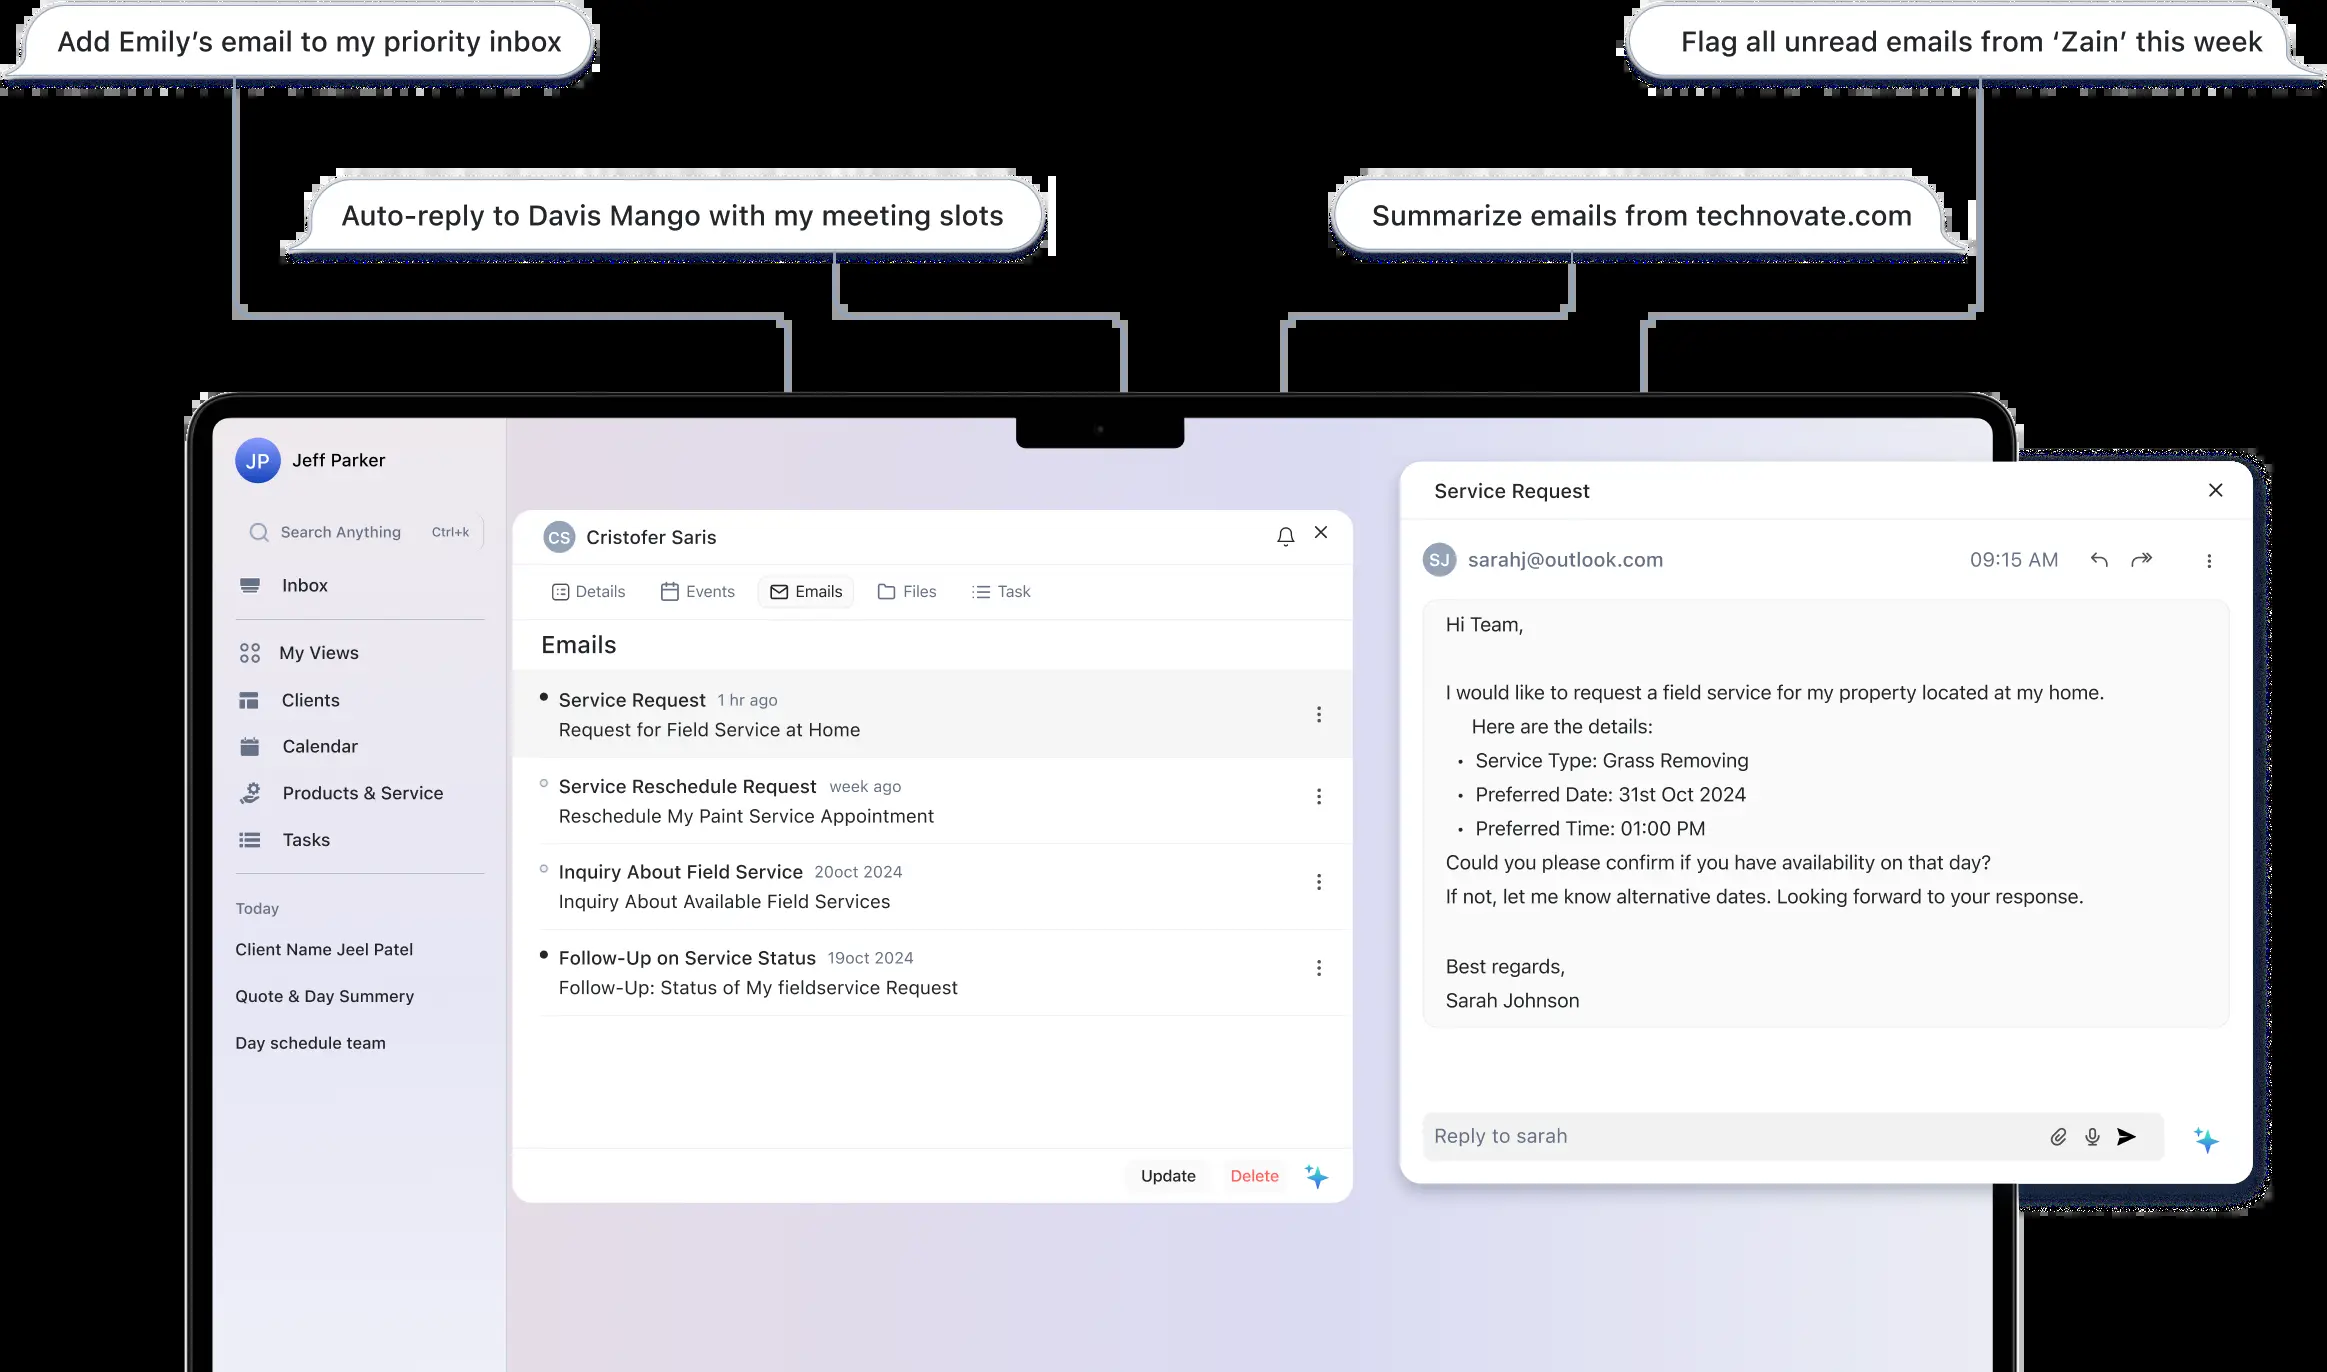 Add Emily’s email to my priority inbox
Flag all unread emails from ‘Zain’ this week
Auto-reply to Davis Mango with my meeting slots
Summarize emails from technovate.com
JP Jeff Parker
Search Anything Ctrl+k
Inbox
My Views
Clients
Calendar
Products & Service
Tasks
Today
Client Name Jeel Patel
Quote & Day Summery
Day schedule team
CS Cristofer Saris
Details Events Emails Files Task
Emails
Service Request 1 hr ago
Request for Field Service at Home
Service Reschedule Request week ago
Reschedule My Paint Service Appointment
Inquiry About Field Service 20oct 2024
Inquiry About Available Field Services
Follow-Up on Service Status 19oct 2024
Follow-Up: Status of My fieldservice Request
Update Delete
Service Request
SJ sarahj@outlook.com 09:15 AM
Hi Team,
I would like to request a field service for my property located at my home.
Here are the details:
• Service Type: Grass Removing
• Preferred Date: 31st Oct 2024
• Preferred Time: 01:00 PM
Could you please confirm if you have availability on that day?
If not, let me know alternative dates. Looking forward to your response.
Best regards,
Sarah Johnson
Reply to sarah